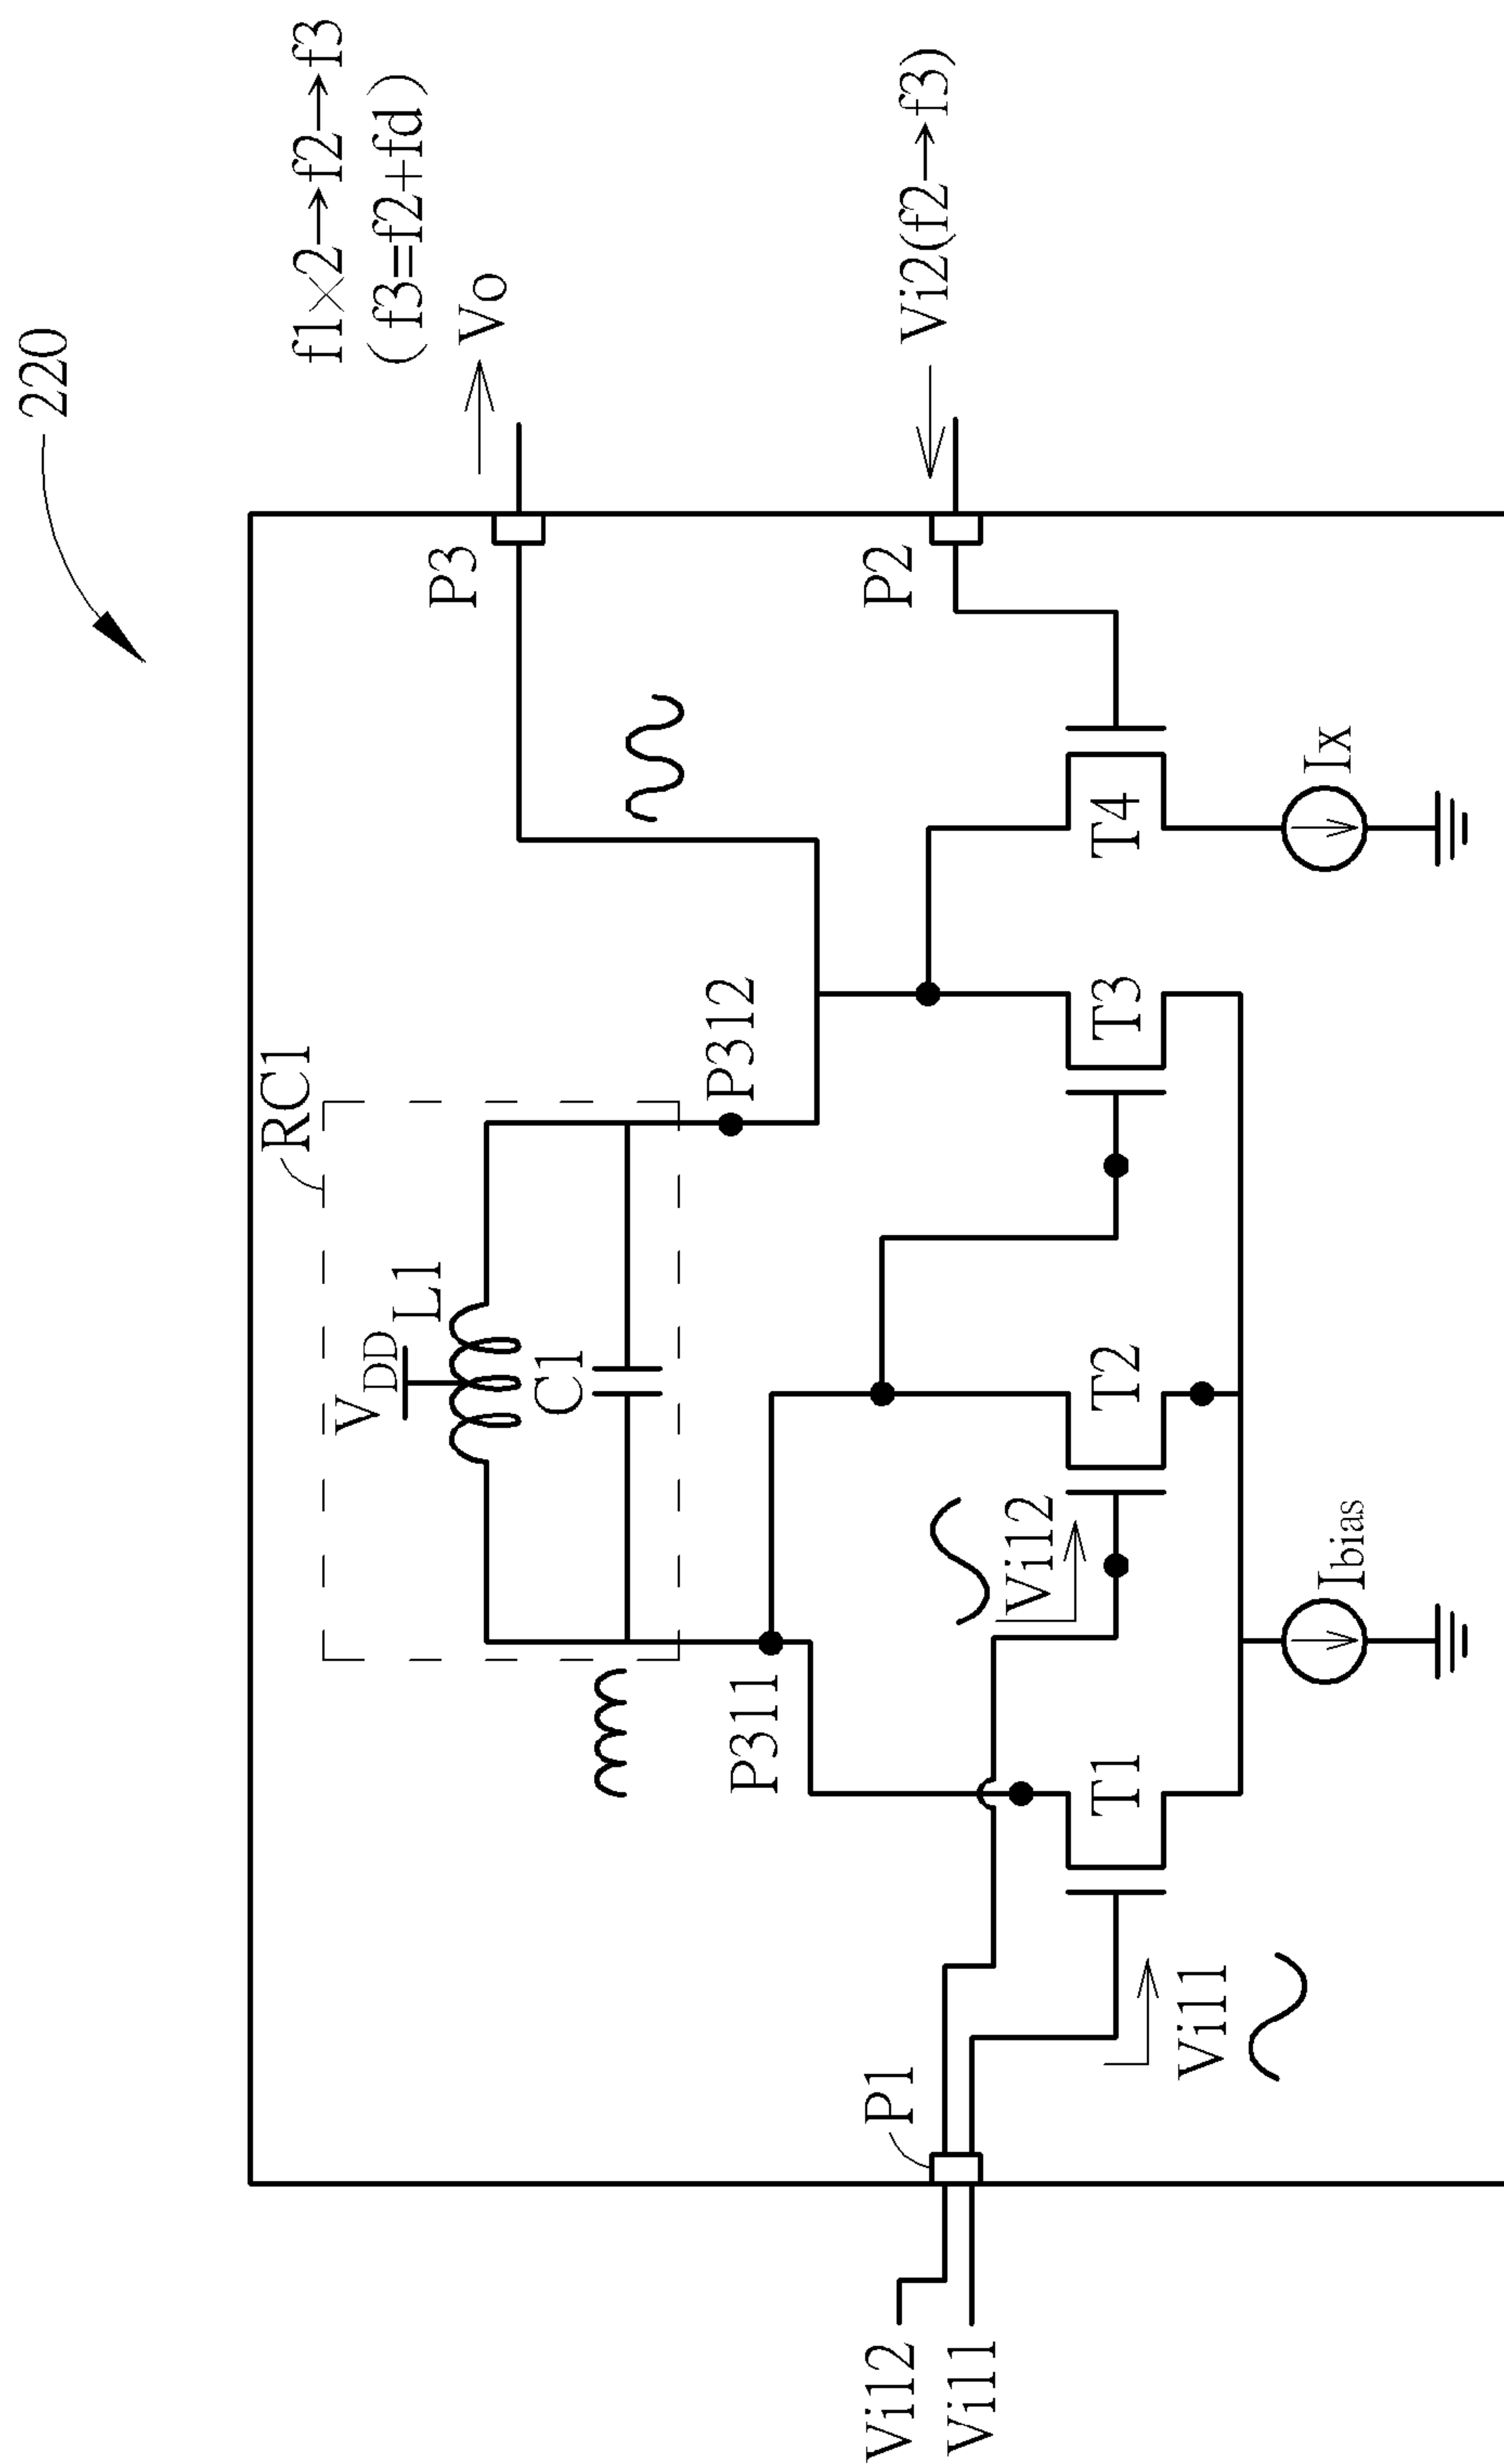 220
f1×2→f2→f3
(f3=f2+fd)
Vo
Vi2(f2→f3)
RC1
VDD
L1
C1
P3
P312
P311
P2
P1
Vi12
Vi11
Vi12
Vi11
T1
T2
T3
T4
Ibias
Ix